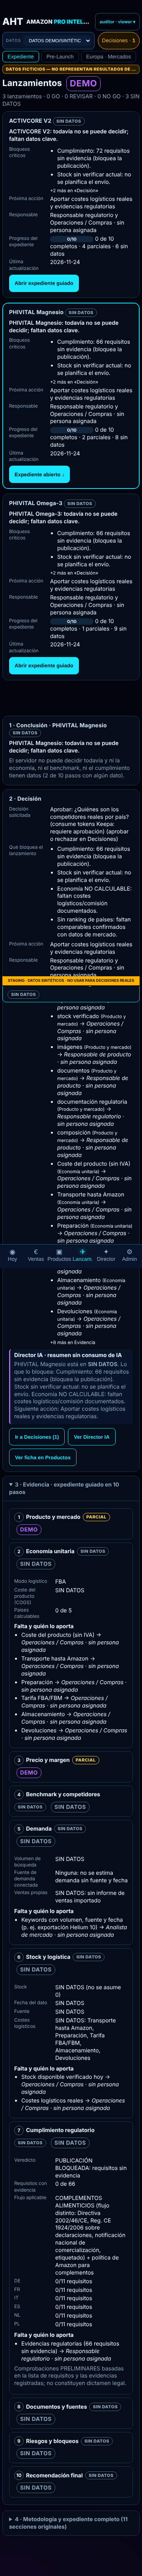 AHT AMAZON PRO INTEL…
auditor · viewer ▾
DATOS DATOS DEMO/SINTÉTIC
Decisiones · 1
Expediente Pre-Launch Europa · Mercados
DATOS FICTICIOS — NO REPRESENTAN RESULTADOS DE …
Lanzamientos DEMO
3 lanzamientos · 0 GO · 0 REVISAR · 0 NO GO · 3 SIN
DATOS
ACTICORE V2 SIN DATOS
ACTICORE V2: todavía no se puede decidir;
faltan datos clave.
Bloqueos críticos
• Cumplimiento: 72 requisitos
sin evidencia (bloquea la
publicación).
• Stock sin verificar actual: no
se planifica el envío.
+2 más en «Decisión»
Próxima acción
Aportar costes logísticos reales
y evidencias regulatorias
Responsable
Responsable regulatorio y
Operaciones / Compras · sin
persona asignada
Progreso del expediente
0/10 0 de 10
completos · 4 parciales · 6 sin
datos
Última actualización
2026-11-24
Abrir expediente guiado
PHIVITAL Magnesio SIN DATOS
PHIVITAL Magnesio: todavía no se puede
decidir; faltan datos clave.
Bloqueos críticos
• Cumplimiento: 66 requisitos
sin evidencia (bloquea la
publicación).
• Stock sin verificar actual: no
se planifica el envío.
+2 más en «Decisión»
Próxima acción
Aportar costes logísticos reales
y evidencias regulatorias
Responsable
Responsable regulatorio y
Operaciones / Compras · sin
persona asignada
Progreso del expediente
0/10 0 de 10
completos · 2 parciales · 8 sin
datos
Última actualización
2026-11-24
Expediente abierto ↓
PHIVITAL Omega-3 SIN DATOS
PHIVITAL Omega-3: todavía no se puede
decidir; faltan datos clave.
Bloqueos críticos
• Cumplimiento: 66 requisitos
sin evidencia (bloquea la
publicación).
• Stock sin verificar actual: no
se planifica el envío.
+2 más en «Decisión»
Próxima acción
Aportar costes logísticos reales
y evidencias regulatorias
Responsable
Responsable regulatorio y
Operaciones / Compras · sin
persona asignada
Progreso del expediente
0/10 0 de 10
completos · 1 parciales · 9 sin
datos
Última actualización
2026-11-24
Abrir expediente guiado
1 · Conclusión · PHIVITAL Magnesio
SIN DATOS
PHIVITAL Magnesio: todavía no se puede
decidir; faltan datos clave.
El servidor no puede decidir todavía y ni la
economía, ni el benchmark, ni el cumplimiento
tienen datos (2 de 10 pasos con algún dato).
2 · Decisión
Decisión solicitada
Aprobar: ¿Quiénes son los
competidores reales por país?
(consume tokens Keepa:
requiere aprobación) (aprobar
o rechazar en Decisiones)
Qué bloquea el lanzamiento
• Cumplimiento: 66 requisitos
sin evidencia (bloquea la
publicación).
• Stock sin verificar actual: no
se planifica el envío.
• Economía NO CALCULABLE:
faltan costes
logísticos/comisión
documentados.
• Sin ranking de países: faltan
comparables confirmados
suficientes por mercado.
Próxima acción
Aportar costes logísticos reales
y evidencias regulatorias
Responsable
Responsable regulatorio y
Operaciones / Compras · sin
persona asignada
STAGING · DATOS SINTÉTICOS · NO USAR PARA DECISIONES REALES
SIN DATOS
persona asignada
• stock verificado (Producto y
mercado) → Operaciones /
Compras · sin persona
asignada
• imágenes (Producto y mercado)
→ Responsable de producto
· sin persona asignada
• documentos (Producto y
mercado) → Responsable de
producto · sin persona
asignada
• documentación regulatoria
(Producto y mercado) →
Responsable regulatorio ·
sin persona asignada
• composición (Producto y
mercado) → Responsable de
producto · sin persona
asignada
• Coste del producto (sin IVA)
(Economía unitaria) →
Operaciones / Compras · sin
persona asignada
• Transporte hasta Amazon
(Economía unitaria) →
Operaciones / Compras · sin
persona asignada
• Preparación (Economía unitaria)
→ Operaciones / Compras ·
sin persona asignada
Hoy Ventas Productos Lanzam. Director Admin
asignada
• Almacenamiento (Economía
unitaria) → Operaciones /
Compras · sin persona
asignada
• Devoluciones (Economía
unitaria) → Operaciones /
Compras · sin persona
asignada
+8 más en Evidencia
Director IA · resumen sin consumo de IA
PHIVITAL Magnesio está en SIN DATOS. Lo
que lo bloquea: Cumplimiento: 66 requisitos
sin evidencia (bloquea la publicación).
Stock sin verificar actual: no se planifica el
envío. Economía NO CALCULABLE: faltan
costes logísticos/comisión documentados.
Siguiente acción: Aportar costes logísticos
reales y evidencias regulatorias
Ir a Decisiones (1)
Ver Director IA
Ver ficha en Productos
▾ 3 · Evidencia · expediente guiado en 10
pasos
1 Producto y mercado PARCIAL
DEMO
2 Economía unitaria SIN DATOS
SIN DATOS
Modo logístico FBA
Coste del producto (COGS) SIN DATOS
Países calculables 0 de 5
Falta y quién lo aporta
• Coste del producto (sin IVA) →
Operaciones / Compras · sin persona
asignada
• Transporte hasta Amazon →
Operaciones / Compras · sin persona
asignada
• Preparación → Operaciones / Compras ·
sin persona asignada
• Tarifa FBA/FBM → Operaciones /
Compras · sin persona asignada
• Almacenamiento → Operaciones /
Compras · sin persona asignada
• Devoluciones → Operaciones / Compras
· sin persona asignada
3 Precio y margen PARCIAL
DEMO
4 Benchmark y competidores
SIN DATOS SIN DATOS
5 Demanda SIN DATOS
SIN DATOS
Volumen de búsqueda SIN DATOS
Fuente de demanda conectada
Ninguna: no se estima
demanda sin fuente y fecha
Ventas propias
SIN DATOS: sin informe de
ventas importado
Falta y quién lo aporta
• Keywords con volumen, fuente y fecha
(p. ej. exportación Helium 10) → Analista
de mercado · sin persona asignada
6 Stock y logística SIN DATOS
SIN DATOS
Stock
SIN DATOS (no se asume
0)
Fecha del dato SIN DATOS
Fuente SIN DATOS
Costes logísticos
SIN DATOS: Transporte
hasta Amazon,
Preparación, Tarifa
FBA/FBM,
Almacenamiento,
Devoluciones
Falta y quién lo aporta
• Stock disponible verificado hoy →
Operaciones / Compras · sin persona
asignada
• Costes logísticos reales → Operaciones
/ Compras · sin persona asignada
7 Cumplimiento regulatorio
SIN DATOS SIN DATOS
Veredicto
PUBLICACIÓN
BLOQUEADA: requisitos sin
evidencia
Requisitos con evidencia 0 de 66
Flujo aplicable
COMPLEMENTOS
ALIMENTICIOS (flujo
distinto: Directiva
2002/46/CE, Reg. CE
1924/2006 sobre
declaraciones, notificación
nacional de
comercialización,
etiquetado) + política de
Amazon para
complementos
DE 0/11 requisitos
FR 0/11 requisitos
IT 0/11 requisitos
ES 0/11 requisitos
NL 0/11 requisitos
PL 0/11 requisitos
Falta y quién lo aporta
• Evidencias regulatorias (66 requisitos
sin evidencia) → Responsable
regulatorio · sin persona asignada
Comprobaciones PRELIMINARES basadas
en la lista de requisitos y las evidencias
registradas; no constituyen dictamen legal.
8 Documentos y fuentes SIN DATOS
SIN DATOS
9 Riesgos y bloqueos SIN DATOS
SIN DATOS
10 Recomendación final SIN DATOS
SIN DATOS
▸ 4 · Metodología y expediente completo (11
secciones originales)